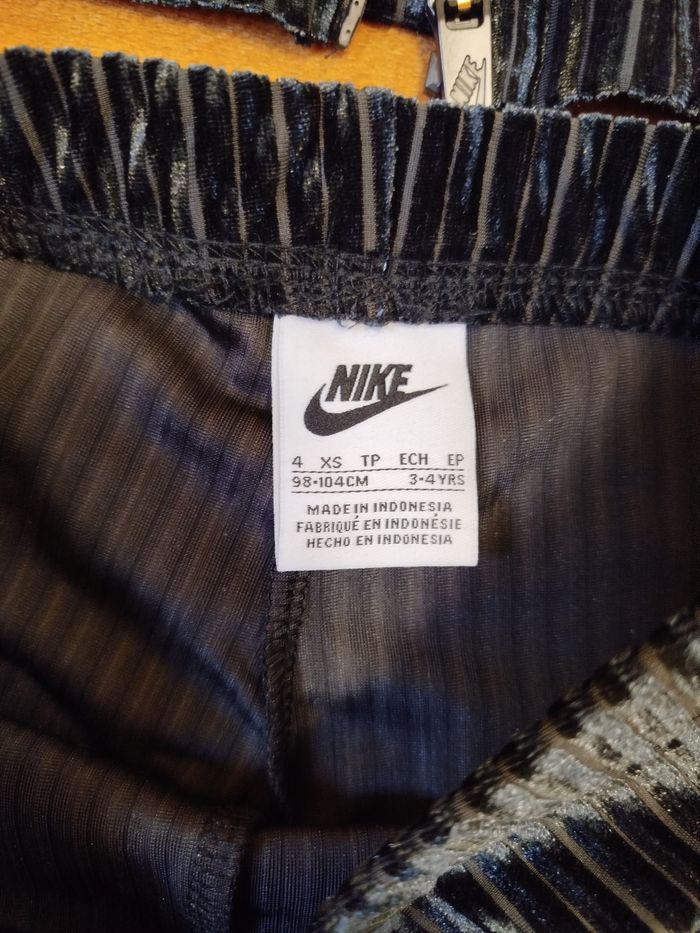 NIKE
NIKE
4 XS TP ECH EP
98-104CM 3-4YRS
MADE IN INDONESIA
FABRIQUÉ EN INDONÉSIE
HECHO EN INDONESIA